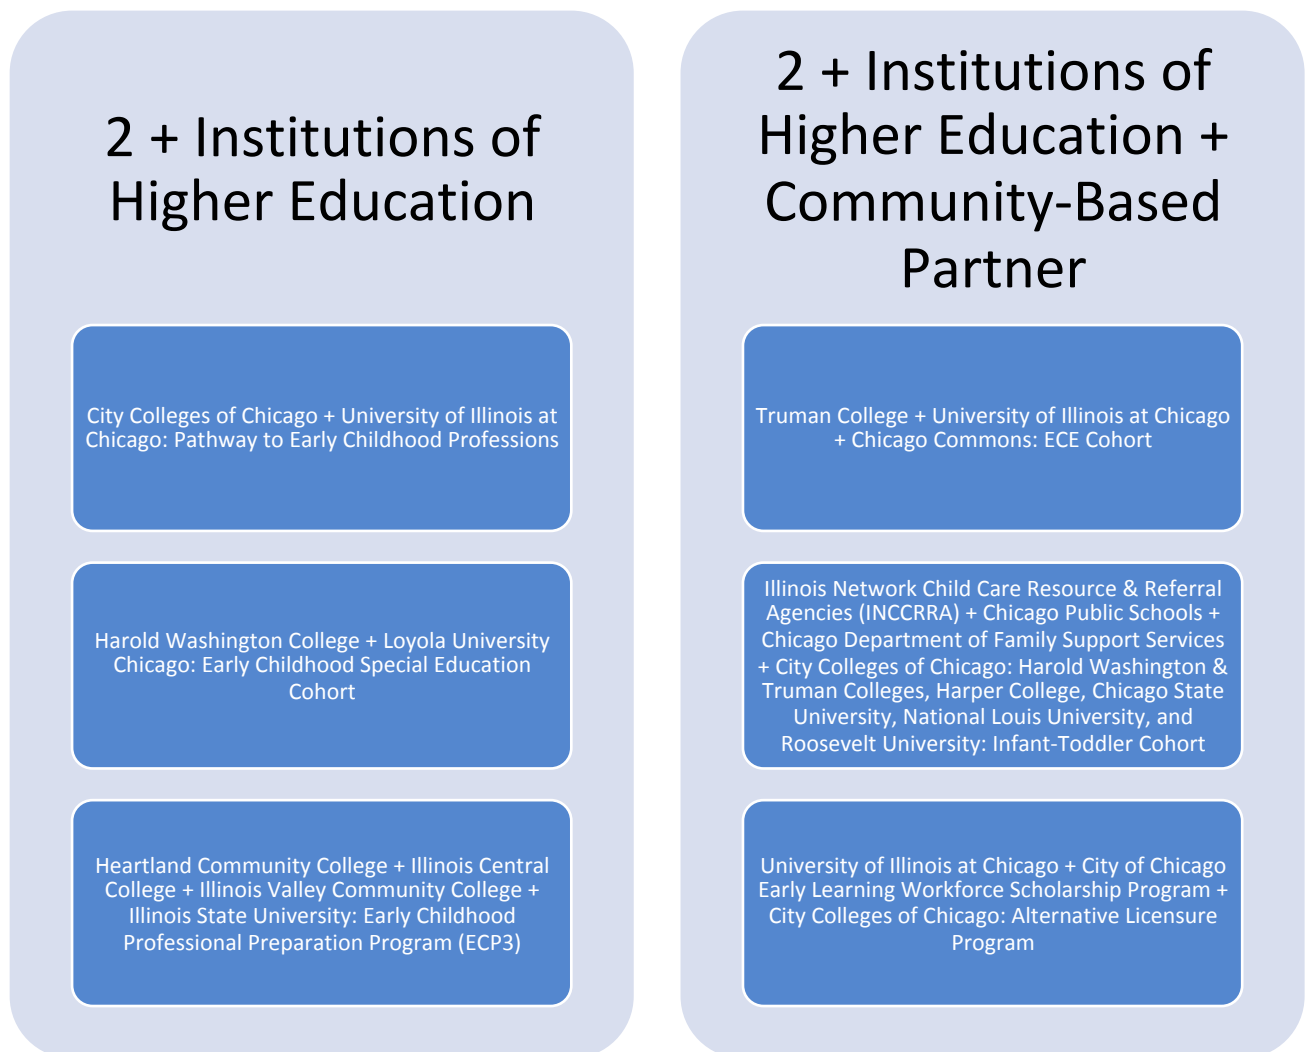 2 + Institutions of
Higher Education
City Colleges of Chicago + University of Illinois at
Chicago: Pathway to Early Childhood Professions
Harold Washington College + Loyola University
Chicago: Early Childhood Special Education
Cohort
Heartland Community College + Illinois Central
College + Illinois Valley Community College +
Illinois State University: Early Childhood
Professional Preparation Program (ECP3)
2 + Institutions of
Higher Education +
Community-Based
Partner
Truman College + University of Illinois at Chicago
+ Chicago Commons: ECE Cohort
Illinois Network Child Care Resource & Referral
Agencies (INCCRRA) + Chicago Public Schools +
Chicago Department of Family Support Services
+ City Colleges of Chicago: Harold Washington &
Truman Colleges, Harper College, Chicago State
University, National Louis University, and
Roosevelt University: Infant-Toddler Cohort
University of Illinois at Chicago + City of Chicago
Early Learning Workforce Scholarship Program +
City Colleges of Chicago: Alternative Licensure
Program